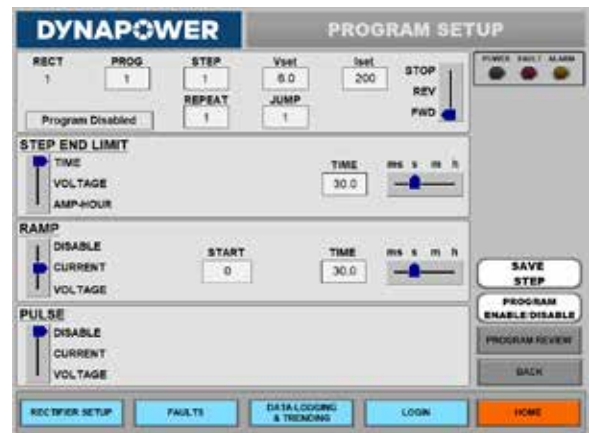 DYNAPOWER
PROGRAM SETUP
RECT PROG STEP Vset Iset
1 1 1 6.0 200
STOP
REV
FWD
REPEAT JUMP
1 1
Program Disabled
POWER FAULT ALARM
STEP END LIMIT
TIME
VOLTAGE
AMP-HOUR
TIME ms s m h
30.0
RAMP
DISABLE
CURRENT
VOLTAGE
START TIME ms s m h
0 30.0
PULSE
DISABLE
CURRENT
VOLTAGE
SAVE STEP
PROGRAM ENABLE/DISABLE
PROGRAM REVIEW
BACK
RECTIFIER SETUP
FAULTS
DATA LOGGING & TRENDING
LOGIN
HOME